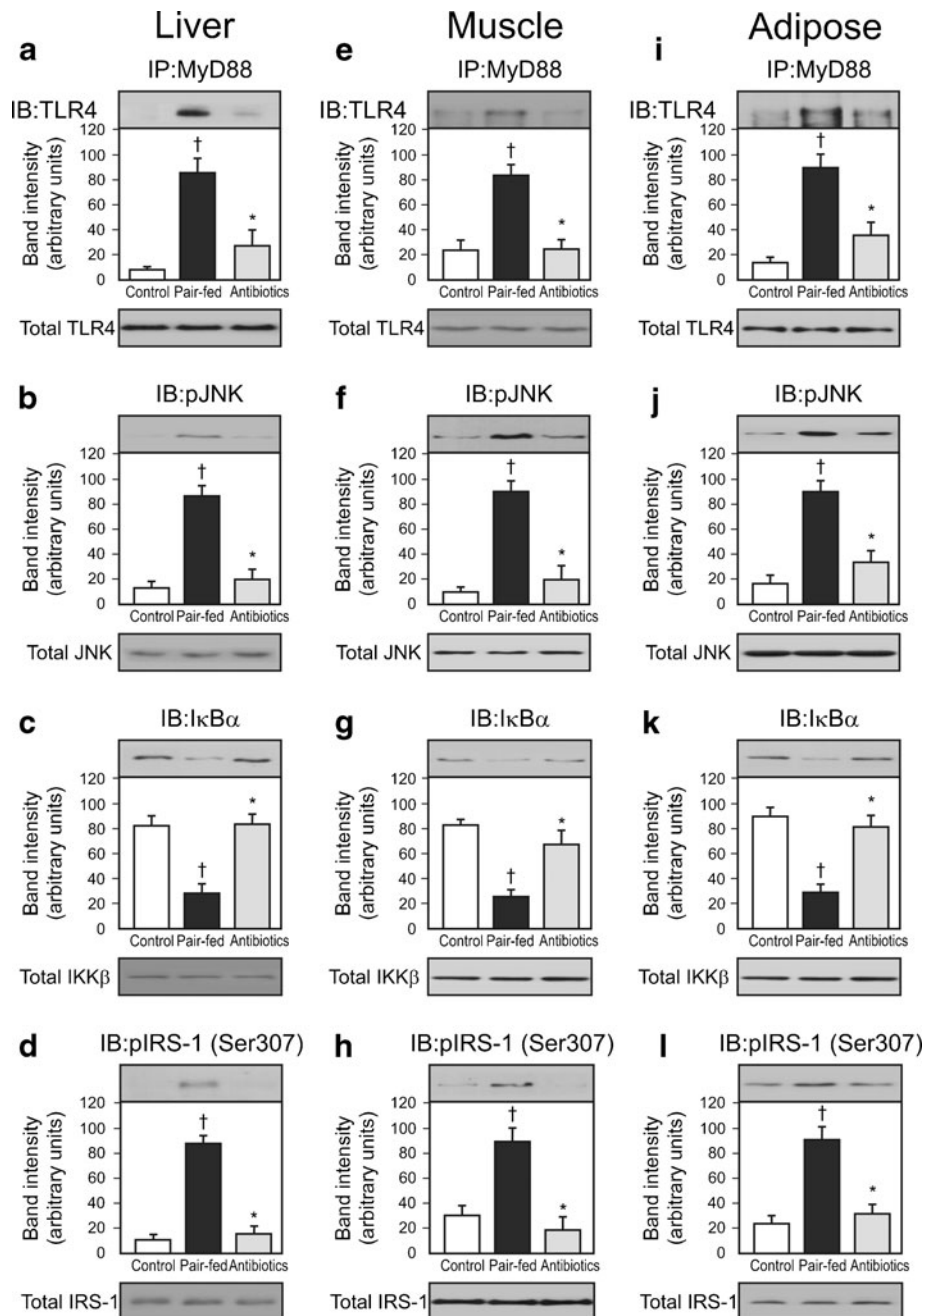 Liver Muscle Adipose
a e i
IP:MyD88 IP:MyD88 IP:MyD88
IB:TLR4 IB:TLR4 IB:TLR4
Band intensity (arbitrary units) Band intensity (arbitrary units) Band intensity (arbitrary units)
120 120 120
100 † 100 † 100 †
80 80 80
60 60 60
40 * 40 * 40 *
20 20 20
0 0 0
Control Pair-fed Antibiotics Control Pair-fed Antibiotics Control Pair-fed Antibiotics
Total TLR4 Total TLR4 Total TLR4
b f j
IB:pJNK IB:pJNK IB:pJNK
Band intensity (arbitrary units) Band intensity (arbitrary units) Band intensity (arbitrary units)
120 120 120
100 † 100 † 100 †
80 80 80
60 60 60
40 * 40 * 40 *
20 20 20
0 0 0
Control Pair-fed Antibiotics Control Pair-fed Antibiotics Control Pair-fed Antibiotics
Total JNK Total JNK Total JNK
c g k
IB:IκBα IB:IκBα IB:IκBα
Band intensity (arbitrary units) Band intensity (arbitrary units) Band intensity (arbitrary units)
120 120 120
100 * 100 100 *
80 80 * 80
60 60 60
40 † 40 † 40 †
20 20 20
0 0 0
Control Pair-fed Antibiotics Control Pair-fed Antibiotics Control Pair-fed Antibiotics
Total IKKβ Total IKKβ Total IKKβ
d h l
IB:pIRS-1 (Ser307) IB:pIRS-1 (Ser307) IB:pIRS-1 (Ser307)
Band intensity (arbitrary units) Band intensity (arbitrary units) Band intensity (arbitrary units)
120 120 120
100 † 100 † 100 †
80 80 80
60 60 60
40 * 40 * 40 *
20 20 20
0 0 0
Control Pair-fed Antibiotics Control Pair-fed Antibiotics Control Pair-fed Antibiotics
Total IRS-1 Total IRS-1 Total IRS-1